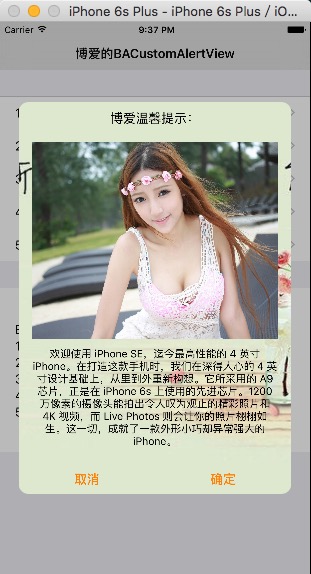 iPhone 6s Plus - iPhone 6s Plus / iO...
Carrier 9:37 PM
博爱的BACustomAlertView
博爱温馨提示:
欢迎使用 iPhone SE，迄今最高性能的 4 英寸
iPhone。在打造这款手机时，我们在深得人心的 4 英
寸设计基础上，从里到外重新构想。它所采用的 A9
芯片，正是在 iPhone 6s 上使用的先进芯片。1200
万像素的摄像头能拍出令人叹为观止的精彩照片和
4K 视频，而 Live Photos 则会让你的照片栩栩如
生。这一切，成就了一款外形小巧却异常强大的
iPhone。
取消 确定